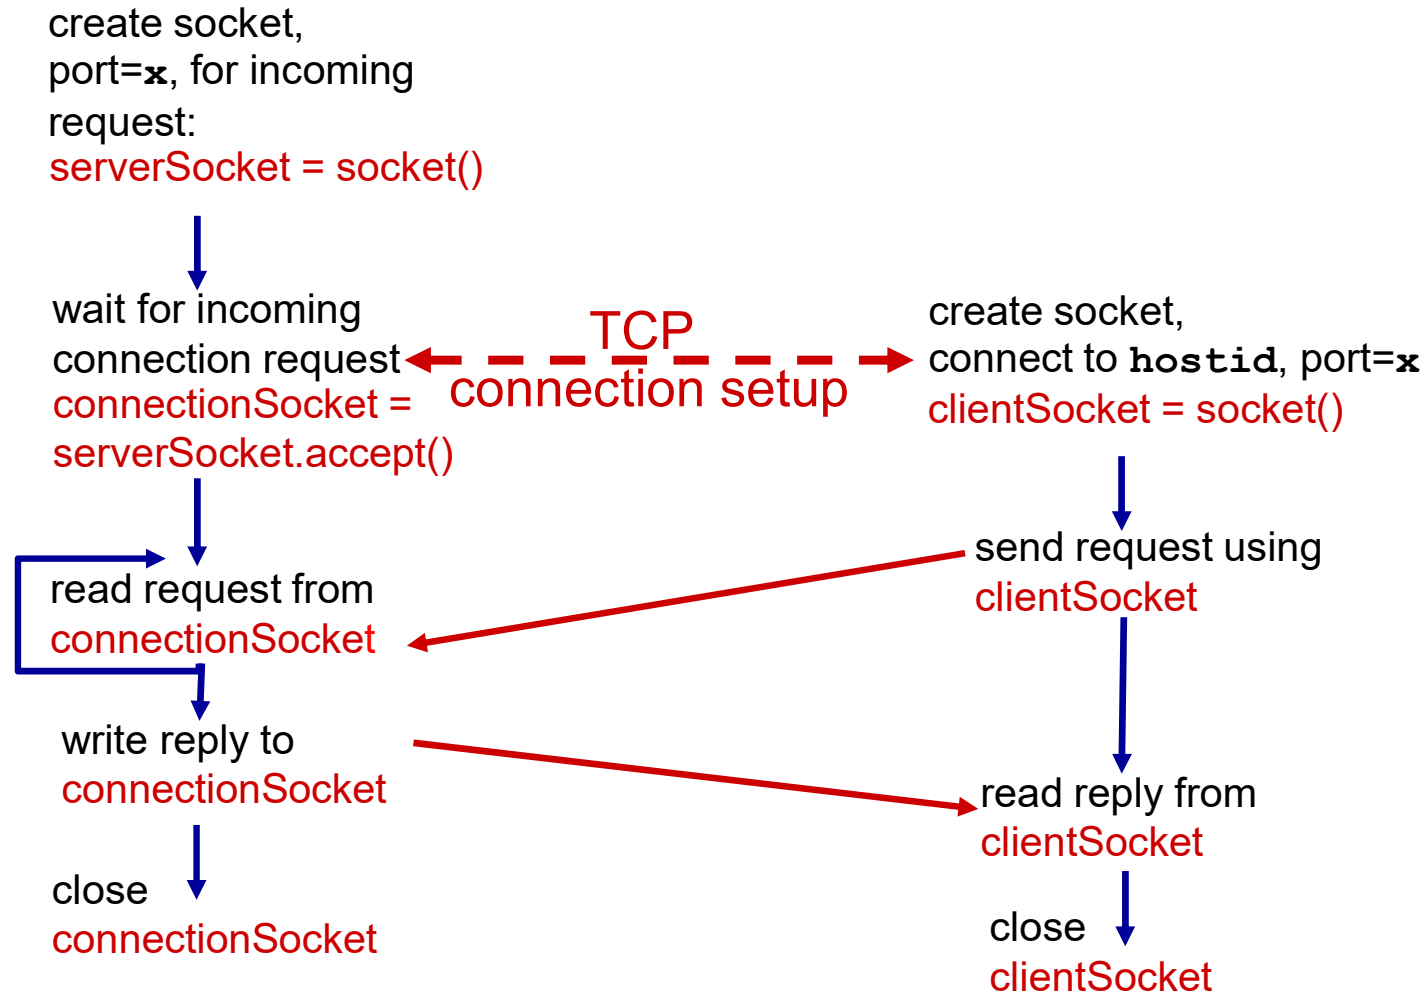 create socket,
port=x, for incoming
request:
serverSocket = socket()
wait for incoming
connection request
connectionSocket =
serverSocket.accept()
TCP
connection setup
create socket,
connect to hostid, port=x
clientSocket = socket()
read request from
connectionSocket
send request using
clientSocket
write reply to
connectionSocket
read reply from
clientSocket
close
connectionSocket
close
clientSocket